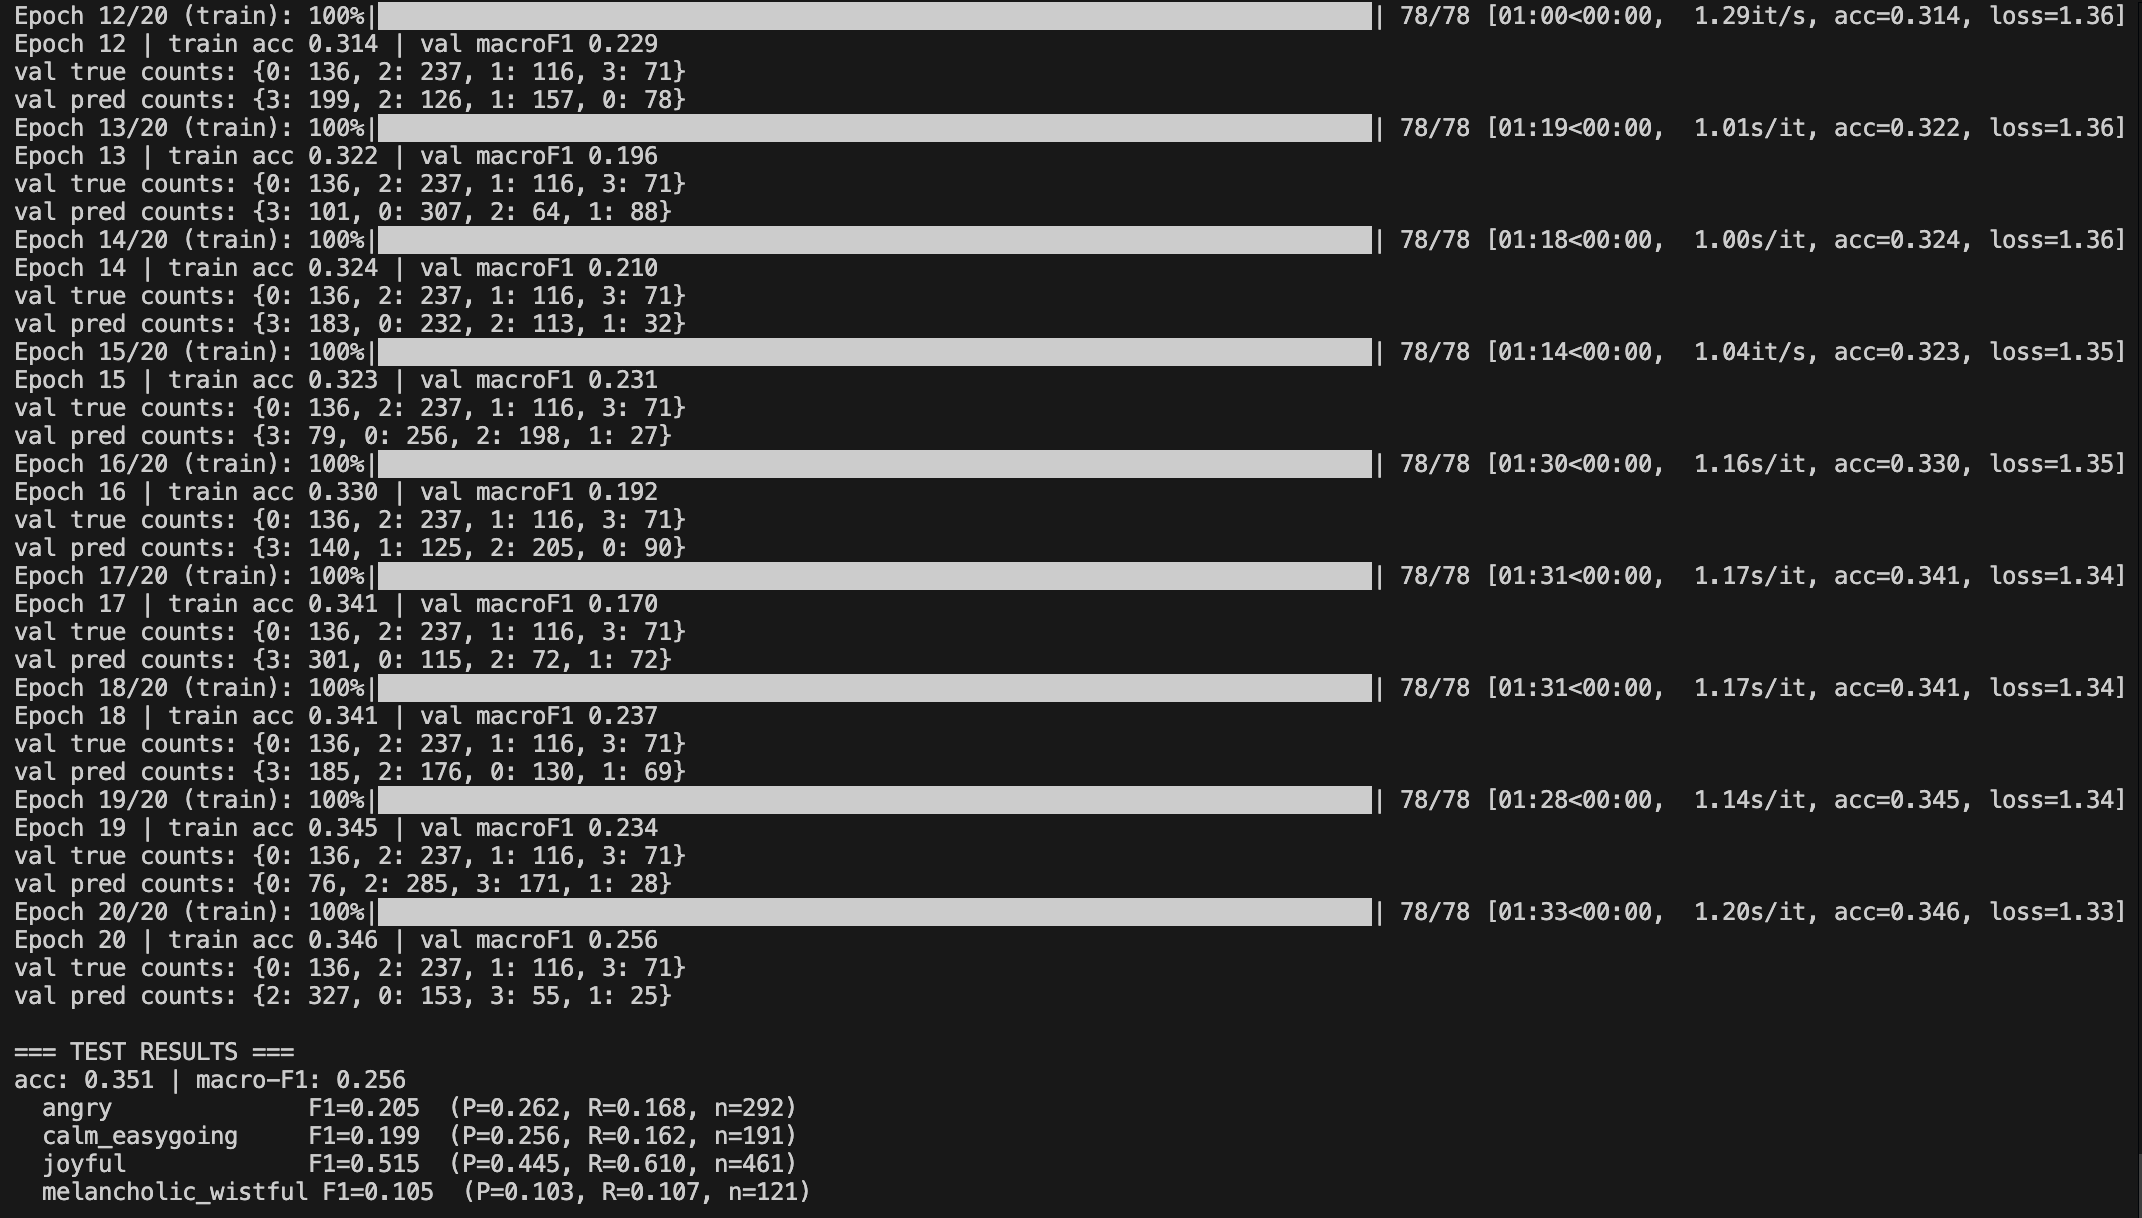 Epoch 12/20 (train): 100%|██████████| 78/78 [01:00<00:00,  1.29it/s, acc=0.314, loss=1.36]
Epoch 12 | train acc 0.314 | val macroF1 0.229
val true counts: {0: 136, 2: 237, 1: 116, 3: 71}
val pred counts: {3: 199, 2: 126, 1: 157, 0: 78}
Epoch 13/20 (train): 100%|██████████| 78/78 [01:19<00:00,  1.01s/it, acc=0.322, loss=1.36]
Epoch 13 | train acc 0.322 | val macroF1 0.196
val true counts: {0: 136, 2: 237, 1: 116, 3: 71}
val pred counts: {3: 101, 0: 307, 2: 64, 1: 88}
Epoch 14/20 (train): 100%|██████████| 78/78 [01:18<00:00,  1.00s/it, acc=0.324, loss=1.36]
Epoch 14 | train acc 0.324 | val macroF1 0.210
val true counts: {0: 136, 2: 237, 1: 116, 3: 71}
val pred counts: {3: 183, 0: 232, 2: 113, 1: 32}
Epoch 15/20 (train): 100%|██████████| 78/78 [01:14<00:00,  1.04it/s, acc=0.323, loss=1.35]
Epoch 15 | train acc 0.323 | val macroF1 0.231
val true counts: {0: 136, 2: 237, 1: 116, 3: 71}
val pred counts: {3: 79, 0: 256, 2: 198, 1: 27}
Epoch 16/20 (train): 100%|██████████| 78/78 [01:30<00:00,  1.16s/it, acc=0.330, loss=1.35]
Epoch 16 | train acc 0.330 | val macroF1 0.192
val true counts: {0: 136, 2: 237, 1: 116, 3: 71}
val pred counts: {3: 140, 1: 125, 2: 205, 0: 90}
Epoch 17/20 (train): 100%|██████████| 78/78 [01:31<00:00,  1.17s/it, acc=0.341, loss=1.34]
Epoch 17 | train acc 0.341 | val macroF1 0.170
val true counts: {0: 136, 2: 237, 1: 116, 3: 71}
val pred counts: {3: 301, 0: 115, 2: 72, 1: 72}
Epoch 18/20 (train): 100%|██████████| 78/78 [01:31<00:00,  1.17s/it, acc=0.341, loss=1.34]
Epoch 18 | train acc 0.341 | val macroF1 0.237
val true counts: {0: 136, 2: 237, 1: 116, 3: 71}
val pred counts: {3: 185, 2: 176, 0: 130, 1: 69}
Epoch 19/20 (train): 100%|██████████| 78/78 [01:28<00:00,  1.14s/it, acc=0.345, loss=1.34]
Epoch 19 | train acc 0.345 | val macroF1 0.234
val true counts: {0: 136, 2: 237, 1: 116, 3: 71}
val pred counts: {0: 76, 2: 285, 3: 171, 1: 28}
Epoch 20/20 (train): 100%|██████████| 78/78 [01:33<00:00,  1.20s/it, acc=0.346, loss=1.33]
Epoch 20 | train acc 0.346 | val macroF1 0.256
val true counts: {0: 136, 2: 237, 1: 116, 3: 71}
val pred counts: {2: 327, 0: 153, 3: 55, 1: 25}
=== TEST RESULTS ===
acc: 0.351 | macro-F1: 0.256
  angry              F1=0.205  (P=0.262, R=0.168, n=292)
  calm_easygoing     F1=0.199  (P=0.256, R=0.162, n=191)
  joyful             F1=0.515  (P=0.445, R=0.610, n=461)
  melancholic_wistful F1=0.105  (P=0.103, R=0.107, n=121)